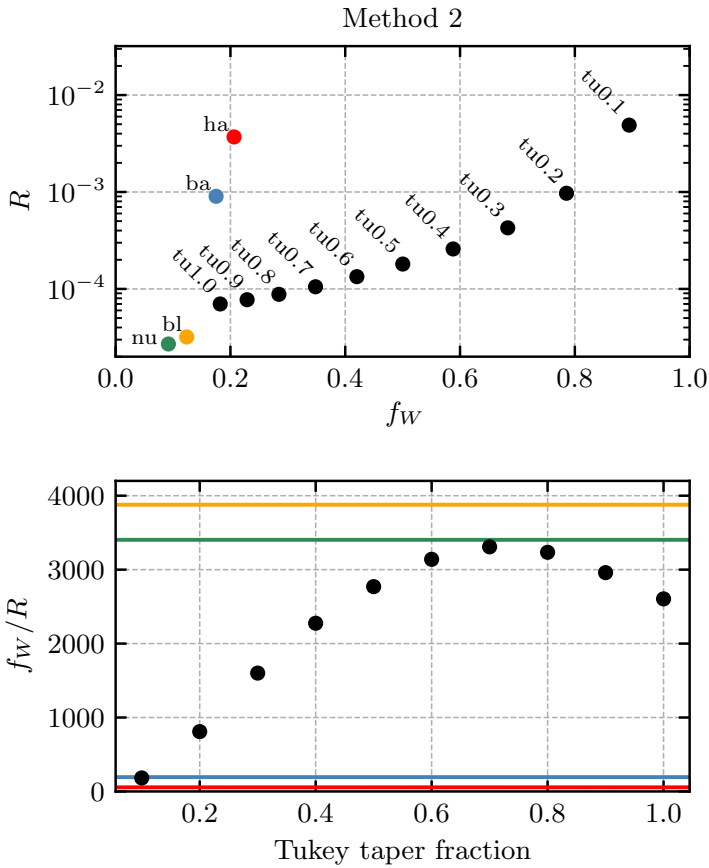 Method 2
R
10⁻²
10⁻³
10⁻⁴
ha
ba
bl
nu
tu1.0
tu0.9
tu0.8
tu0.7
tu0.6
tu0.5
tu0.4
tu0.3
tu0.2
tu0.1
0.0 0.2 0.4 0.6 0.8 1.0
f_W
f_W/R
4000
3000
2000
1000
0
0.2 0.4 0.6 0.8 1.0
Tukey taper fraction